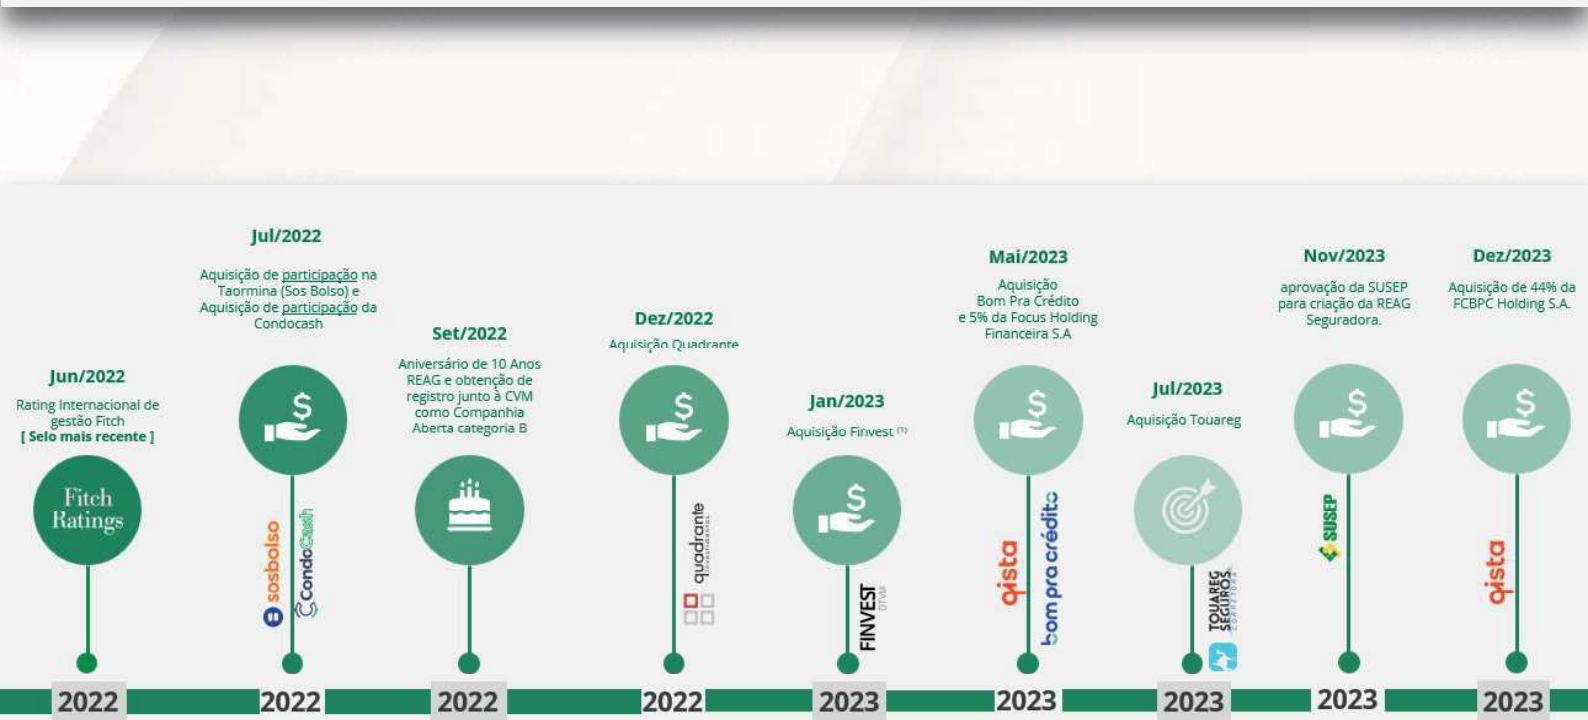 Jun/2022
Rating Internacional de
gestão Fitch
[ Selo mais recente ]
Fitch
Ratings
2022
Jul/2022
Aquisição de participação na
Taormina (Sos Bolso) e
Aquisição de participação da
Condocash
sosbolso
CondoCash
2022
Set/2022
Aniversário de 10 Anos
REAG e obtenção de
registro junto à CVM
como Companhia
Aberta categoria B
2022
Dez/2022
Aquisição Quadrante
quadrante
investimentos
2022
Jan/2023
Aquisição Finvest (1)
$
FINVEST
DTVM
2023
Mai/2023
Aquisição
Bom Pra Crédito
e 5% da Focus Holding
Financeira S.A
$
qista
bom pra crédito
2023
Jul/2023
Aquisição Touareg
TOUAREG
SEGUROS
CORRETORA
2023
Nov/2023
aprovação da SUSEP
para criação da REAG
Seguradora.
$
SUSEP
2023
Dez/2023
Aquisição de 44% da
FCBPC Holding S.A.
$
qista
2023